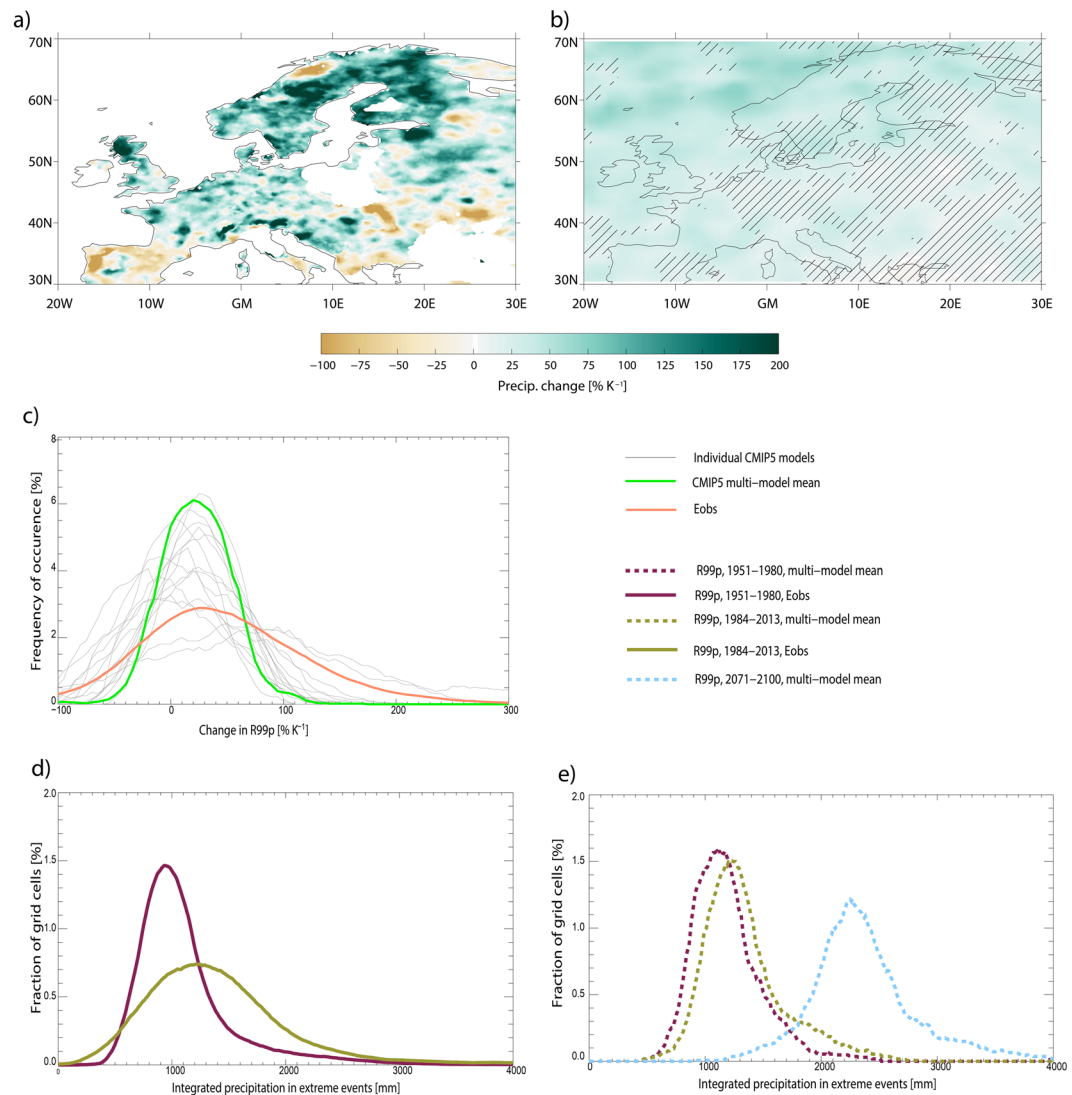 a)
b)
70N
60N
50N
40N
30N
20W
10W
GM
10E
20E
30E
70N
60N
50N
40N
30N
20W
10W
GM
10E
20E
30E
−100
−75
−50
−25
0
25
50
75
100
125
150
175
200
Precip. change [% K⁻¹]
c)
8
6
4
2
0
−100
0
100
200
300
Frequency of occurence [%]
Change in R99p [% K⁻¹]
Individual CMIP5 models
CMIP5 multi−model mean
Eobs
R99p, 1951−1980, multi−model mean
R99p, 1951−1980, Eobs
R99p, 1984−2013, multi−model mean
R99p, 1984−2013, Eobs
R99p, 2071−2100, multi−model mean
d)
2.0
1.5
1.0
0.5
0.0
0
1000
2000
3000
4000
Fraction of grid cells [%]
Integrated precipitation in extreme events [mm]
e)
2.0
1.5
1.0
0.5
0.0
0
1000
2000
3000
4000
Fraction of grid cells [%]
Integrated precipitation in extreme events [mm]